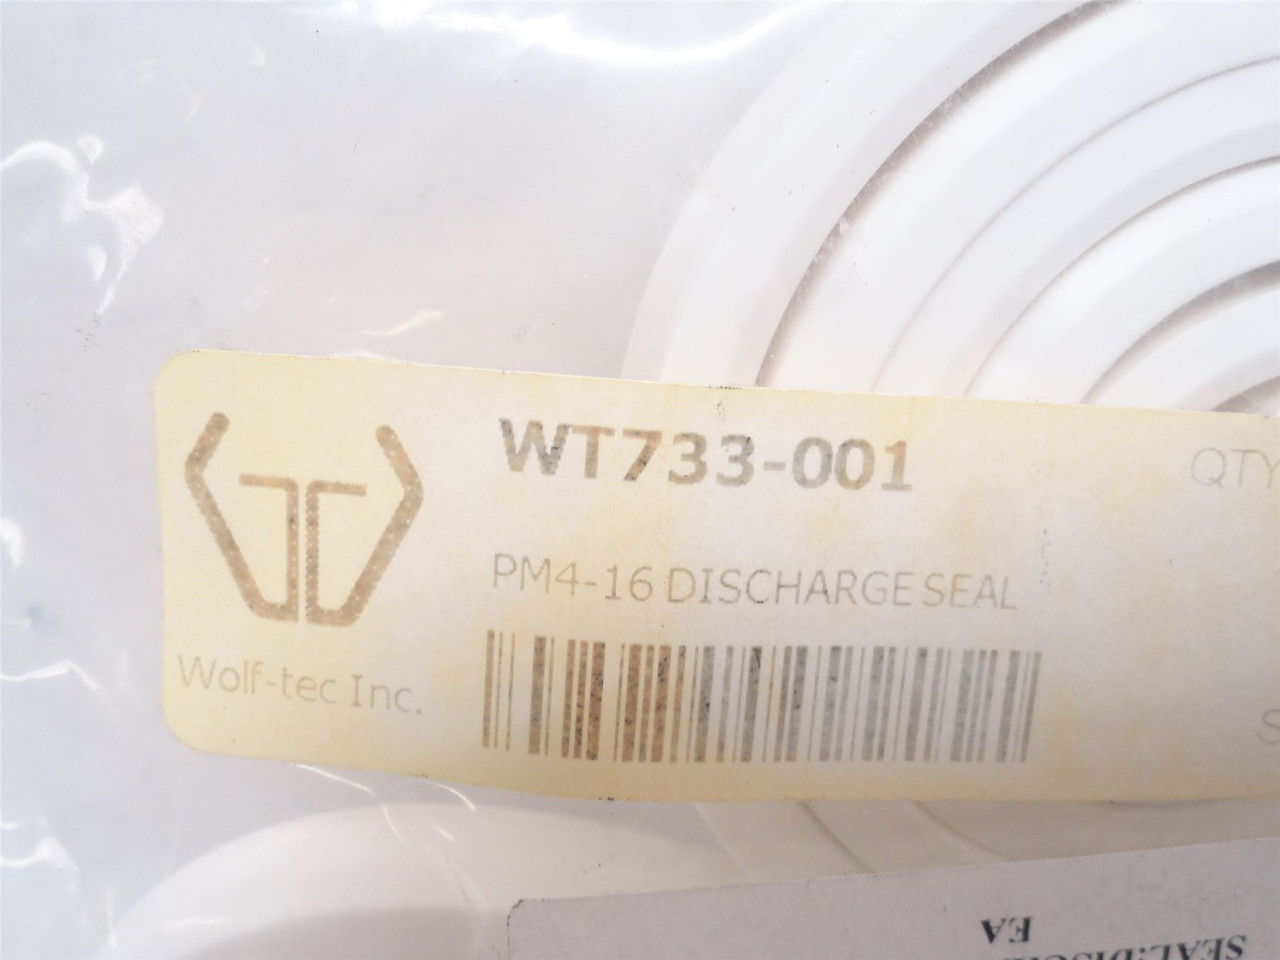 WT733-001
QTY
PM4-16 DISCHARGE SEAL
Wolf-tec Inc.
EA